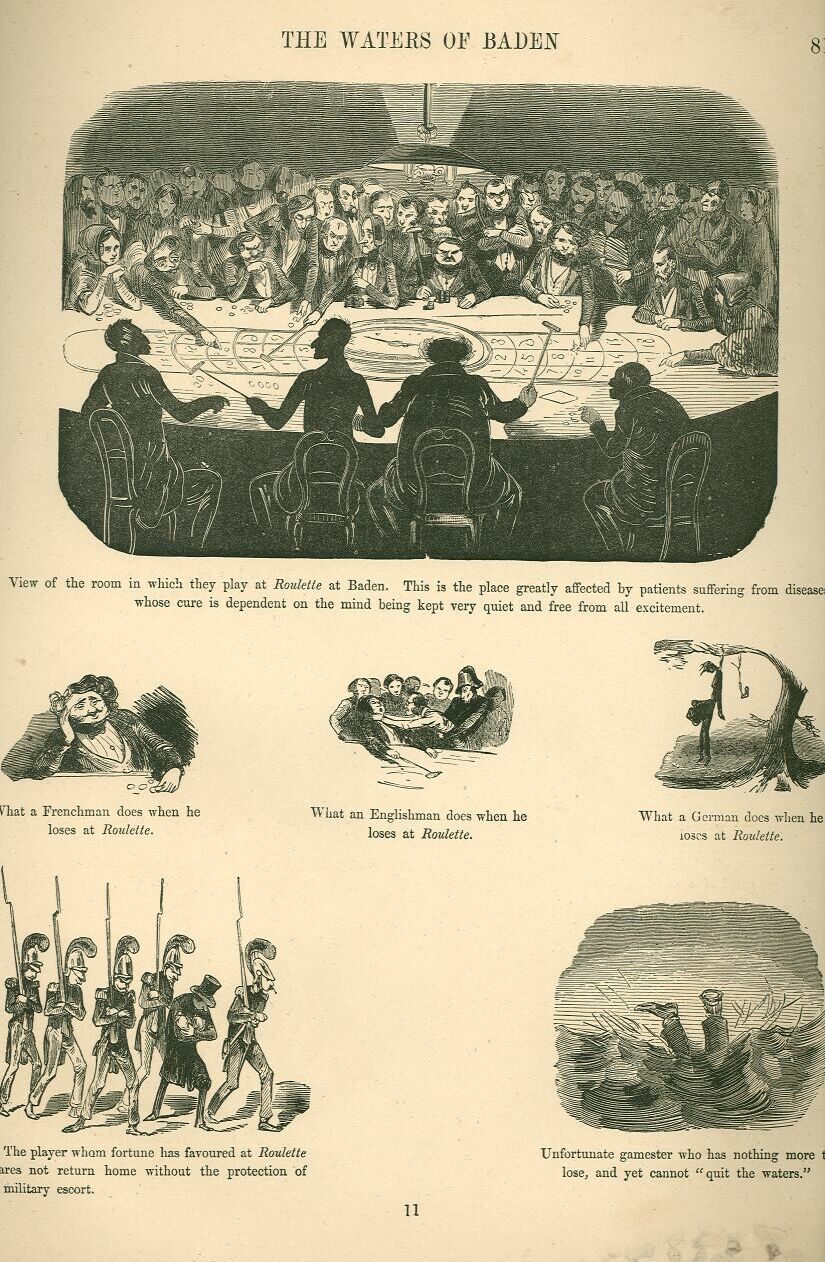 THE WATERS OF BADEN
81
View of the room in which they play at Roulette at Baden. This is the place greatly affected by patients suffering from disease
whose cure is dependent on the mind being kept very quiet and free from all excitement.
What a Frenchman does when he
loses at Roulette.
What an Englishman does when he
loses at Roulette.
What a German does when he
loses at Roulette.
The player whom fortune has favoured at Roulette
ares not return home without the protection of
military escort.
Unfortunate gamester who has nothing more t
lose, and yet cannot “quit the waters.”
11